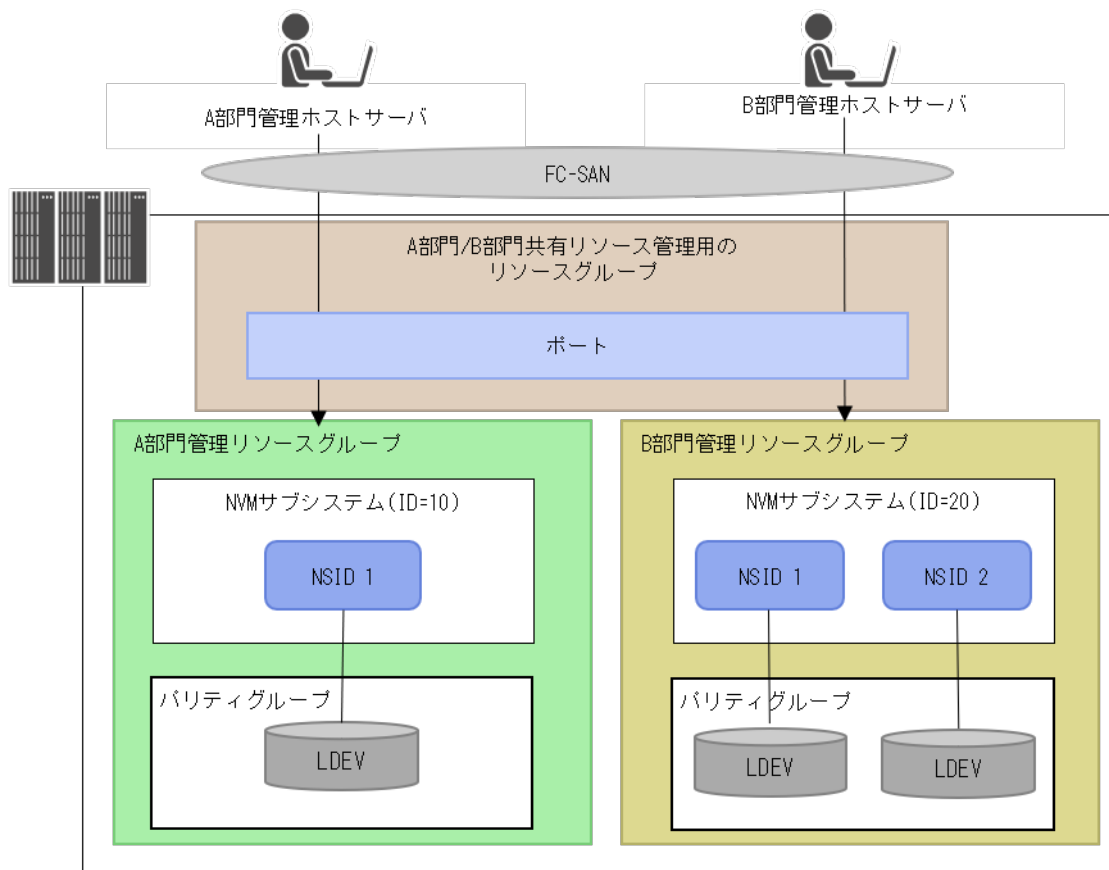 A部門管理ホストサーバ
B部門管理ホストサーバ
FC-SAN
A部門/B部門共有リソース管理用の
リソースグループ
ポート
A部門管理リソースグループ
NVMサブシステム(ID=10)
NSID 1
パリティグループ
LDEV
B部門管理リソースグループ
NVMサブシステム(ID=20)
NSID 1
NSID 2
パリティグループ
LDEV
LDEV